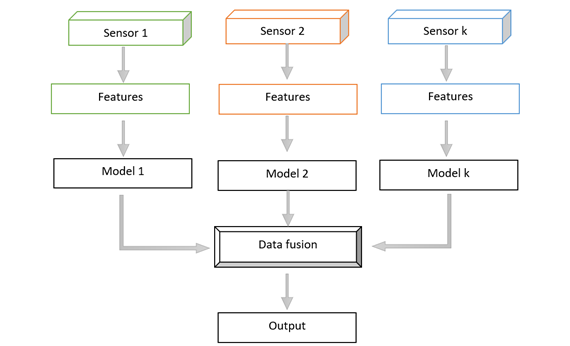 Sensor 1
Sensor 2
Sensor k
Features
Features
Features
Model 1
Model 2
Model k
Data fusion
Output